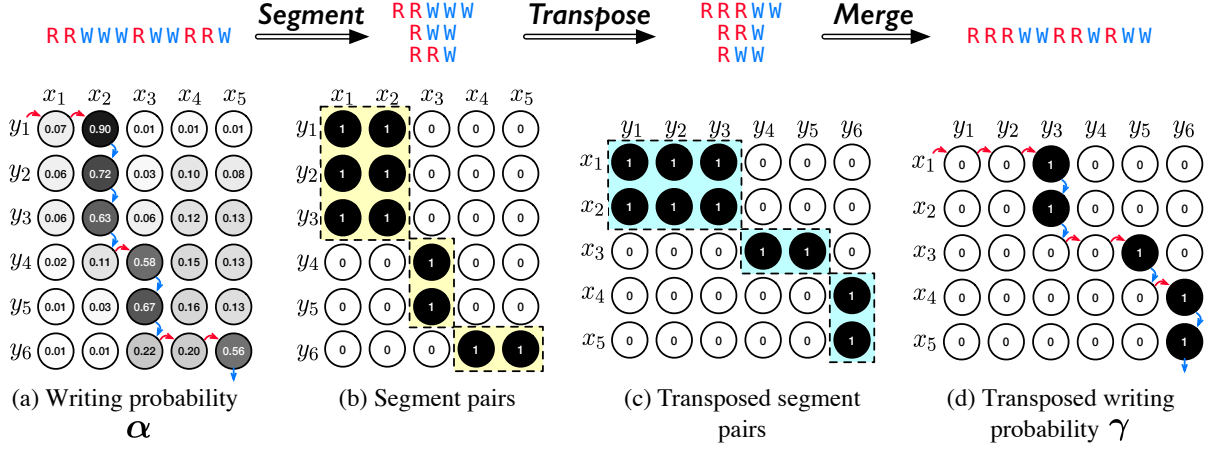 Segment Transpose Merge
RRWWWRWWRRW
RRWWW
RWW
RRW
RRRWW
RRW
RWW
RRRWWRRWRWW
x1 x2 x3 x4 x5
y1 0.07 0.90 0.01 0.01 0.01
y2 0.06 0.72 0.03 0.10 0.08
y3 0.06 0.63 0.06 0.12 0.13
y4 0.02 0.11 0.58 0.15 0.13
y5 0.01 0.03 0.67 0.16 0.13
y6 0.01 0.01 0.22 0.20 0.56
(a) Writing probability
α
x1 x2 x3 x4 x5
y1 1 1 0 0 0
y2 1 1 0 0 0
y3 1 1 0 0 0
y4 0 0 1 0 0
y5 0 0 1 0 0
y6 0 0 0 1 1
(b) Segment pairs
y1 y2 y3 y4 y5 y6
x1 1 1 1 0 0 0
x2 1 1 1 0 0 0
x3 0 0 0 1 1 0
x4 0 0 0 0 0 1
x5 0 0 0 0 0 1
(c) Transposed segment
pairs
y1 y2 y3 y4 y5 y6
x1 0 0 1 0 0 0
x2 0 0 1 0 0 0
x3 0 0 0 0 1 0
x4 0 0 0 0 0 1
x5 0 0 0 0 0 1
(d) Transposed writing
probability γ